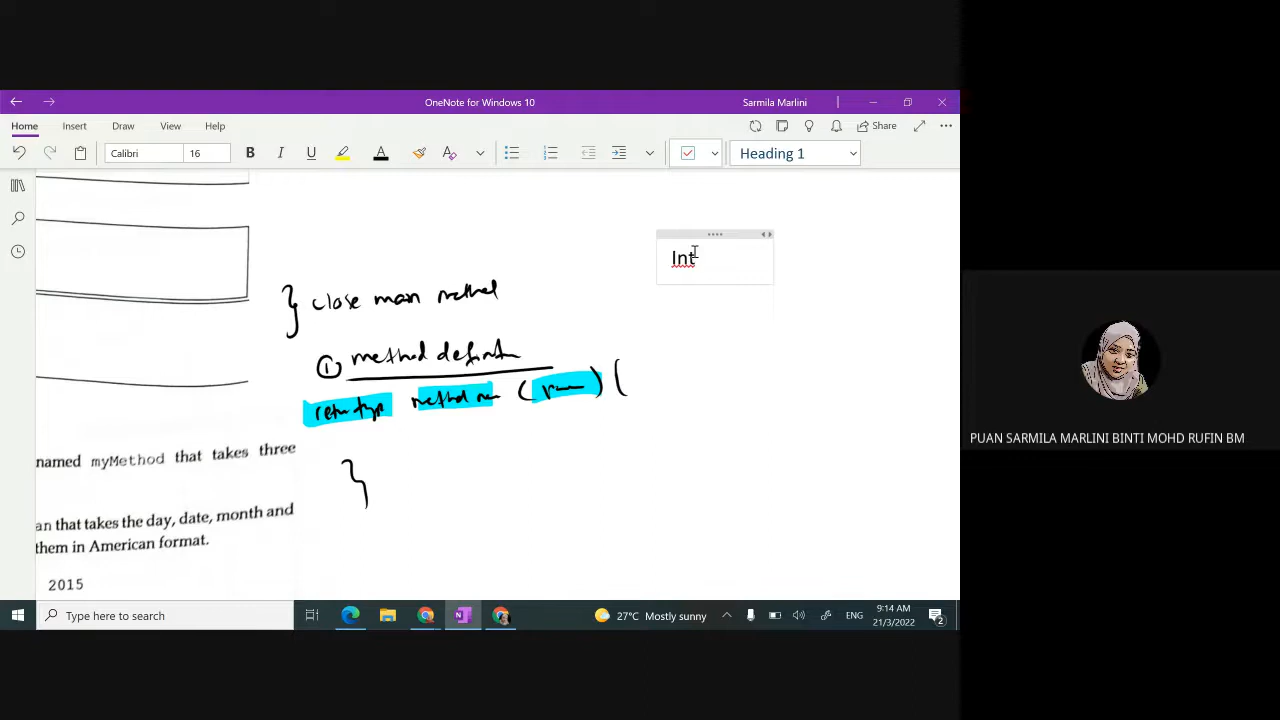 OneNote for Windows 10
Sarmila Marlini
Home Insert Draw View Help
Share
Calibri 16 B I U A A Heading 1
Int
} close main method
① method definitn
return type method name ( ) {
}
named myMethod that takes three
an that takes the day, date, month and
them in American format.
2015
PUAN SARMILA MARLINI BINTI MOHD RUFIN BM
Type here to search
27°C Mostly sunny
ENG
9:14 AM
21/3/2022
2